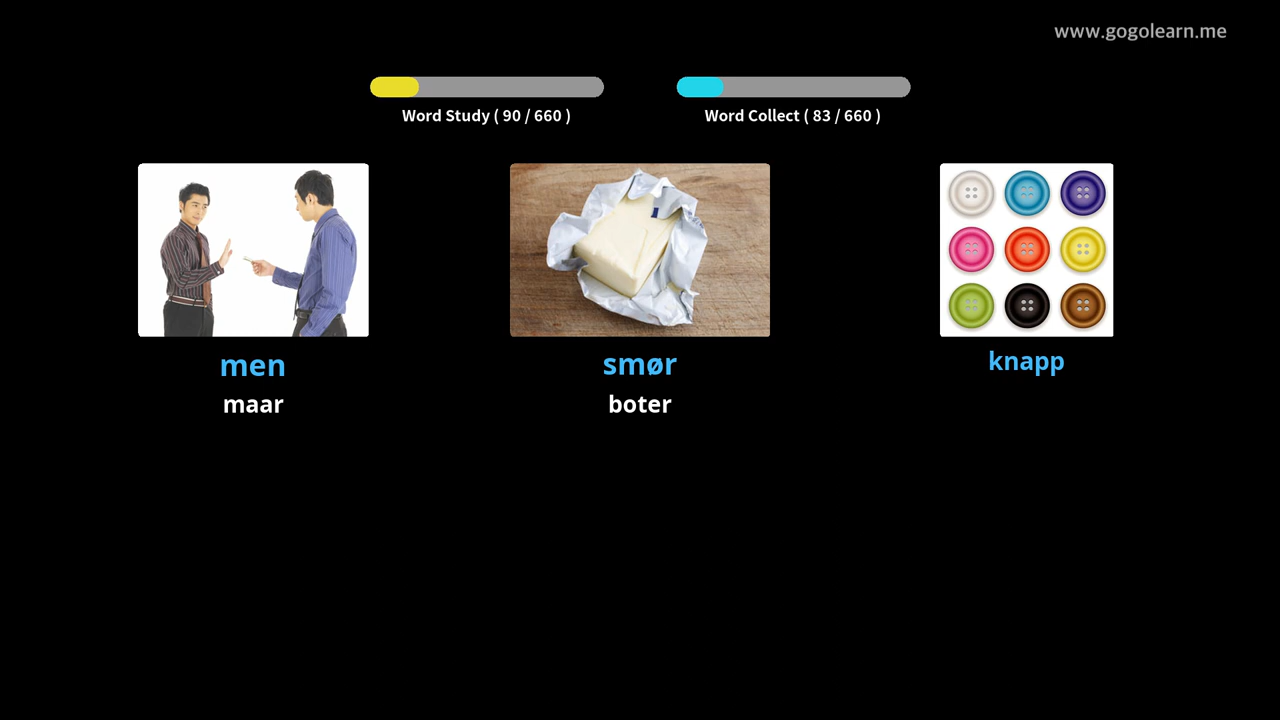 www.gogolearn.me
Word Study ( 90 / 660 )
Word Collect ( 83 / 660 )
men
maar
smør
boter
knapp